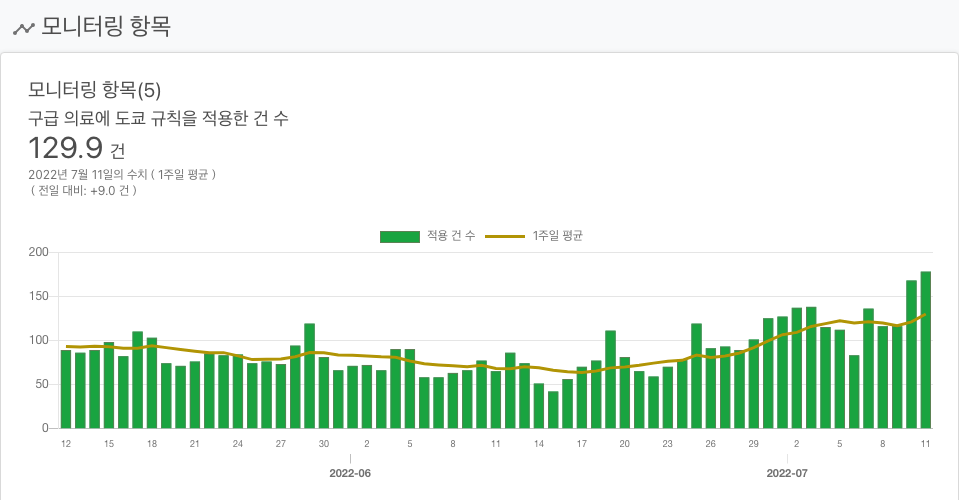 모니터링 항목
모니터링 항목(5)
구급 의료에 도쿄 규칙을 적용한 건 수
129.9 건
2022년 7월 11일의 수치 ( 1주일 평균 )
( 전일 대비: +9.0 건 )
적용 건 수 1주일 평균
200
150
100
50
0
12 15 18 21 24 27 30 2 5 8 11 14 17 20 23 26 29 2 5 8 11
2022-06 2022-07